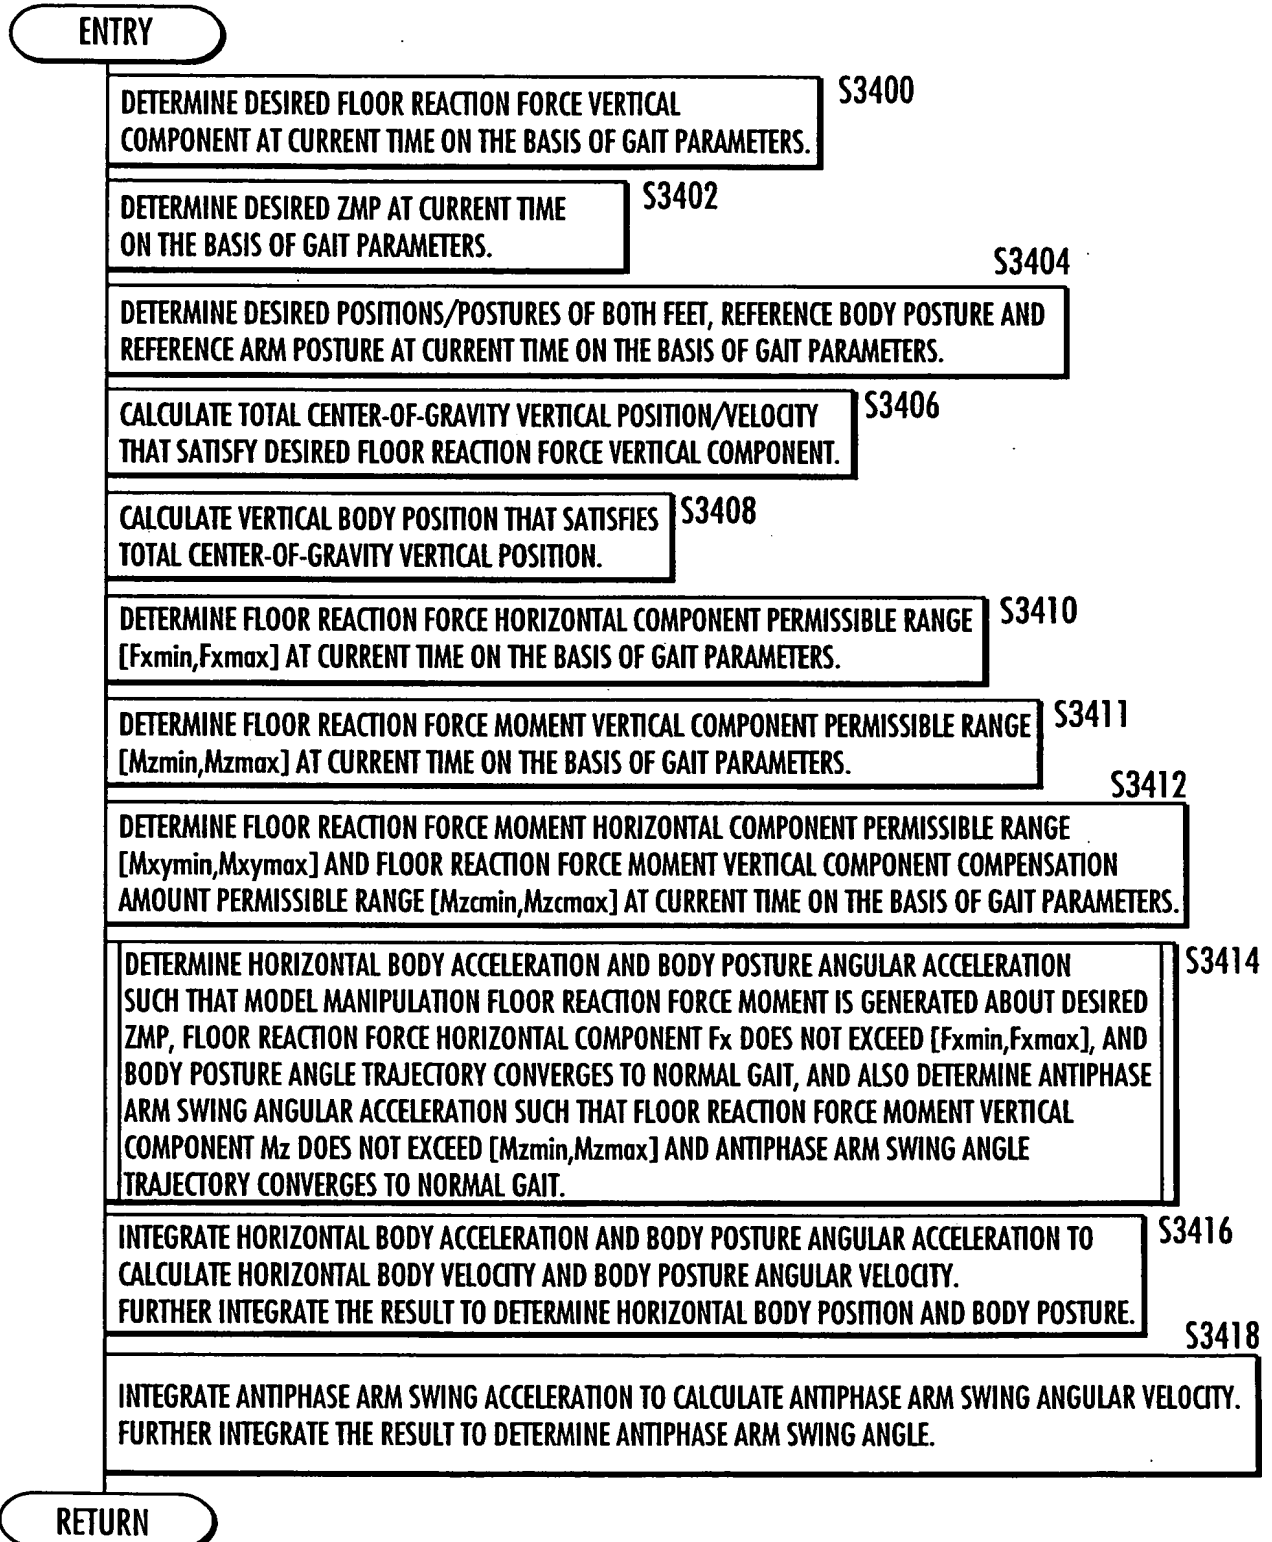 ENTRY
S3400
DETERMINE DESIRED FLOOR REACTION FORCE VERTICAL
COMPONENT AT CURRENT TIME ON THE BASIS OF GAIT PARAMETERS.
S3402
DETERMINE DESIRED ZMP AT CURRENT TIME
ON THE BASIS OF GAIT PARAMETERS.
S3404
DETERMINE DESIRED POSITIONS/POSTURES OF BOTH FEET, REFERENCE BODY POSTURE AND
REFERENCE ARM POSTURE AT CURRENT TIME ON THE BASIS OF GAIT PARAMETERS.
S3406
CALCULATE TOTAL CENTER-OF-GRAVITY VERTICAL POSITION/VELOCITY
THAT SATISFY DESIRED FLOOR REACTION FORCE VERTICAL COMPONENT.
S3408
CALCULATE VERTICAL BODY POSITION THAT SATISFIES
TOTAL CENTER-OF-GRAVITY VERTICAL POSITION.
S3410
DETERMINE FLOOR REACTION FORCE HORIZONTAL COMPONENT PERMISSIBLE RANGE
[Fxmin,Fxmax] AT CURRENT TIME ON THE BASIS OF GAIT PARAMETERS.
S3411
DETERMINE FLOOR REACTION FORCE MOMENT VERTICAL COMPONENT PERMISSIBLE RANGE
[Mzmin,Mzmax] AT CURRENT TIME ON THE BASIS OF GAIT PARAMETERS.
S3412
DETERMINE FLOOR REACTION FORCE MOMENT HORIZONTAL COMPONENT PERMISSIBLE RANGE
[Mxymin,Mxymax] AND FLOOR REACTION FORCE MOMENT VERTICAL COMPONENT COMPENSATION
AMOUNT PERMISSIBLE RANGE [Mzcmin,Mzcmax] AT CURRENT TIME ON THE BASIS OF GAIT PARAMETERS.
S3414
DETERMINE HORIZONTAL BODY ACCELERATION AND BODY POSTURE ANGULAR ACCELERATION
SUCH THAT MODEL MANIPULATION FLOOR REACTION FORCE MOMENT IS GENERATED ABOUT DESIRED
ZMP, FLOOR REACTION FORCE HORIZONTAL COMPONENT Fx DOES NOT EXCEED [Fxmin,Fxmax], AND
BODY POSTURE ANGLE TRAJECTORY CONVERGES TO NORMAL GAIT, AND ALSO DETERMINE ANTIPHASE
ARM SWING ANGULAR ACCELERATION SUCH THAT FLOOR REACTION FORCE MOMENT VERTICAL
COMPONENT Mz DOES NOT EXCEED [Mzmin,Mzmax] AND ANTIPHASE ARM SWING ANGLE
TRAJECTORY CONVERGES TO NORMAL GAIT.
S3416
INTEGRATE HORIZONTAL BODY ACCELERATION AND BODY POSTURE ANGULAR ACCELERATION TO
CALCULATE HORIZONTAL BODY VELOCITY AND BODY POSTURE ANGULAR VELOCITY.
FURTHER INTEGRATE THE RESULT TO DETERMINE HORIZONTAL BODY POSITION AND BODY POSTURE.
S3418
INTEGRATE ANTIPHASE ARM SWING ACCELERATION TO CALCULATE ANTIPHASE ARM SWING ANGULAR VELOCITY.
FURTHER INTEGRATE THE RESULT TO DETERMINE ANTIPHASE ARM SWING ANGLE.
RETURN